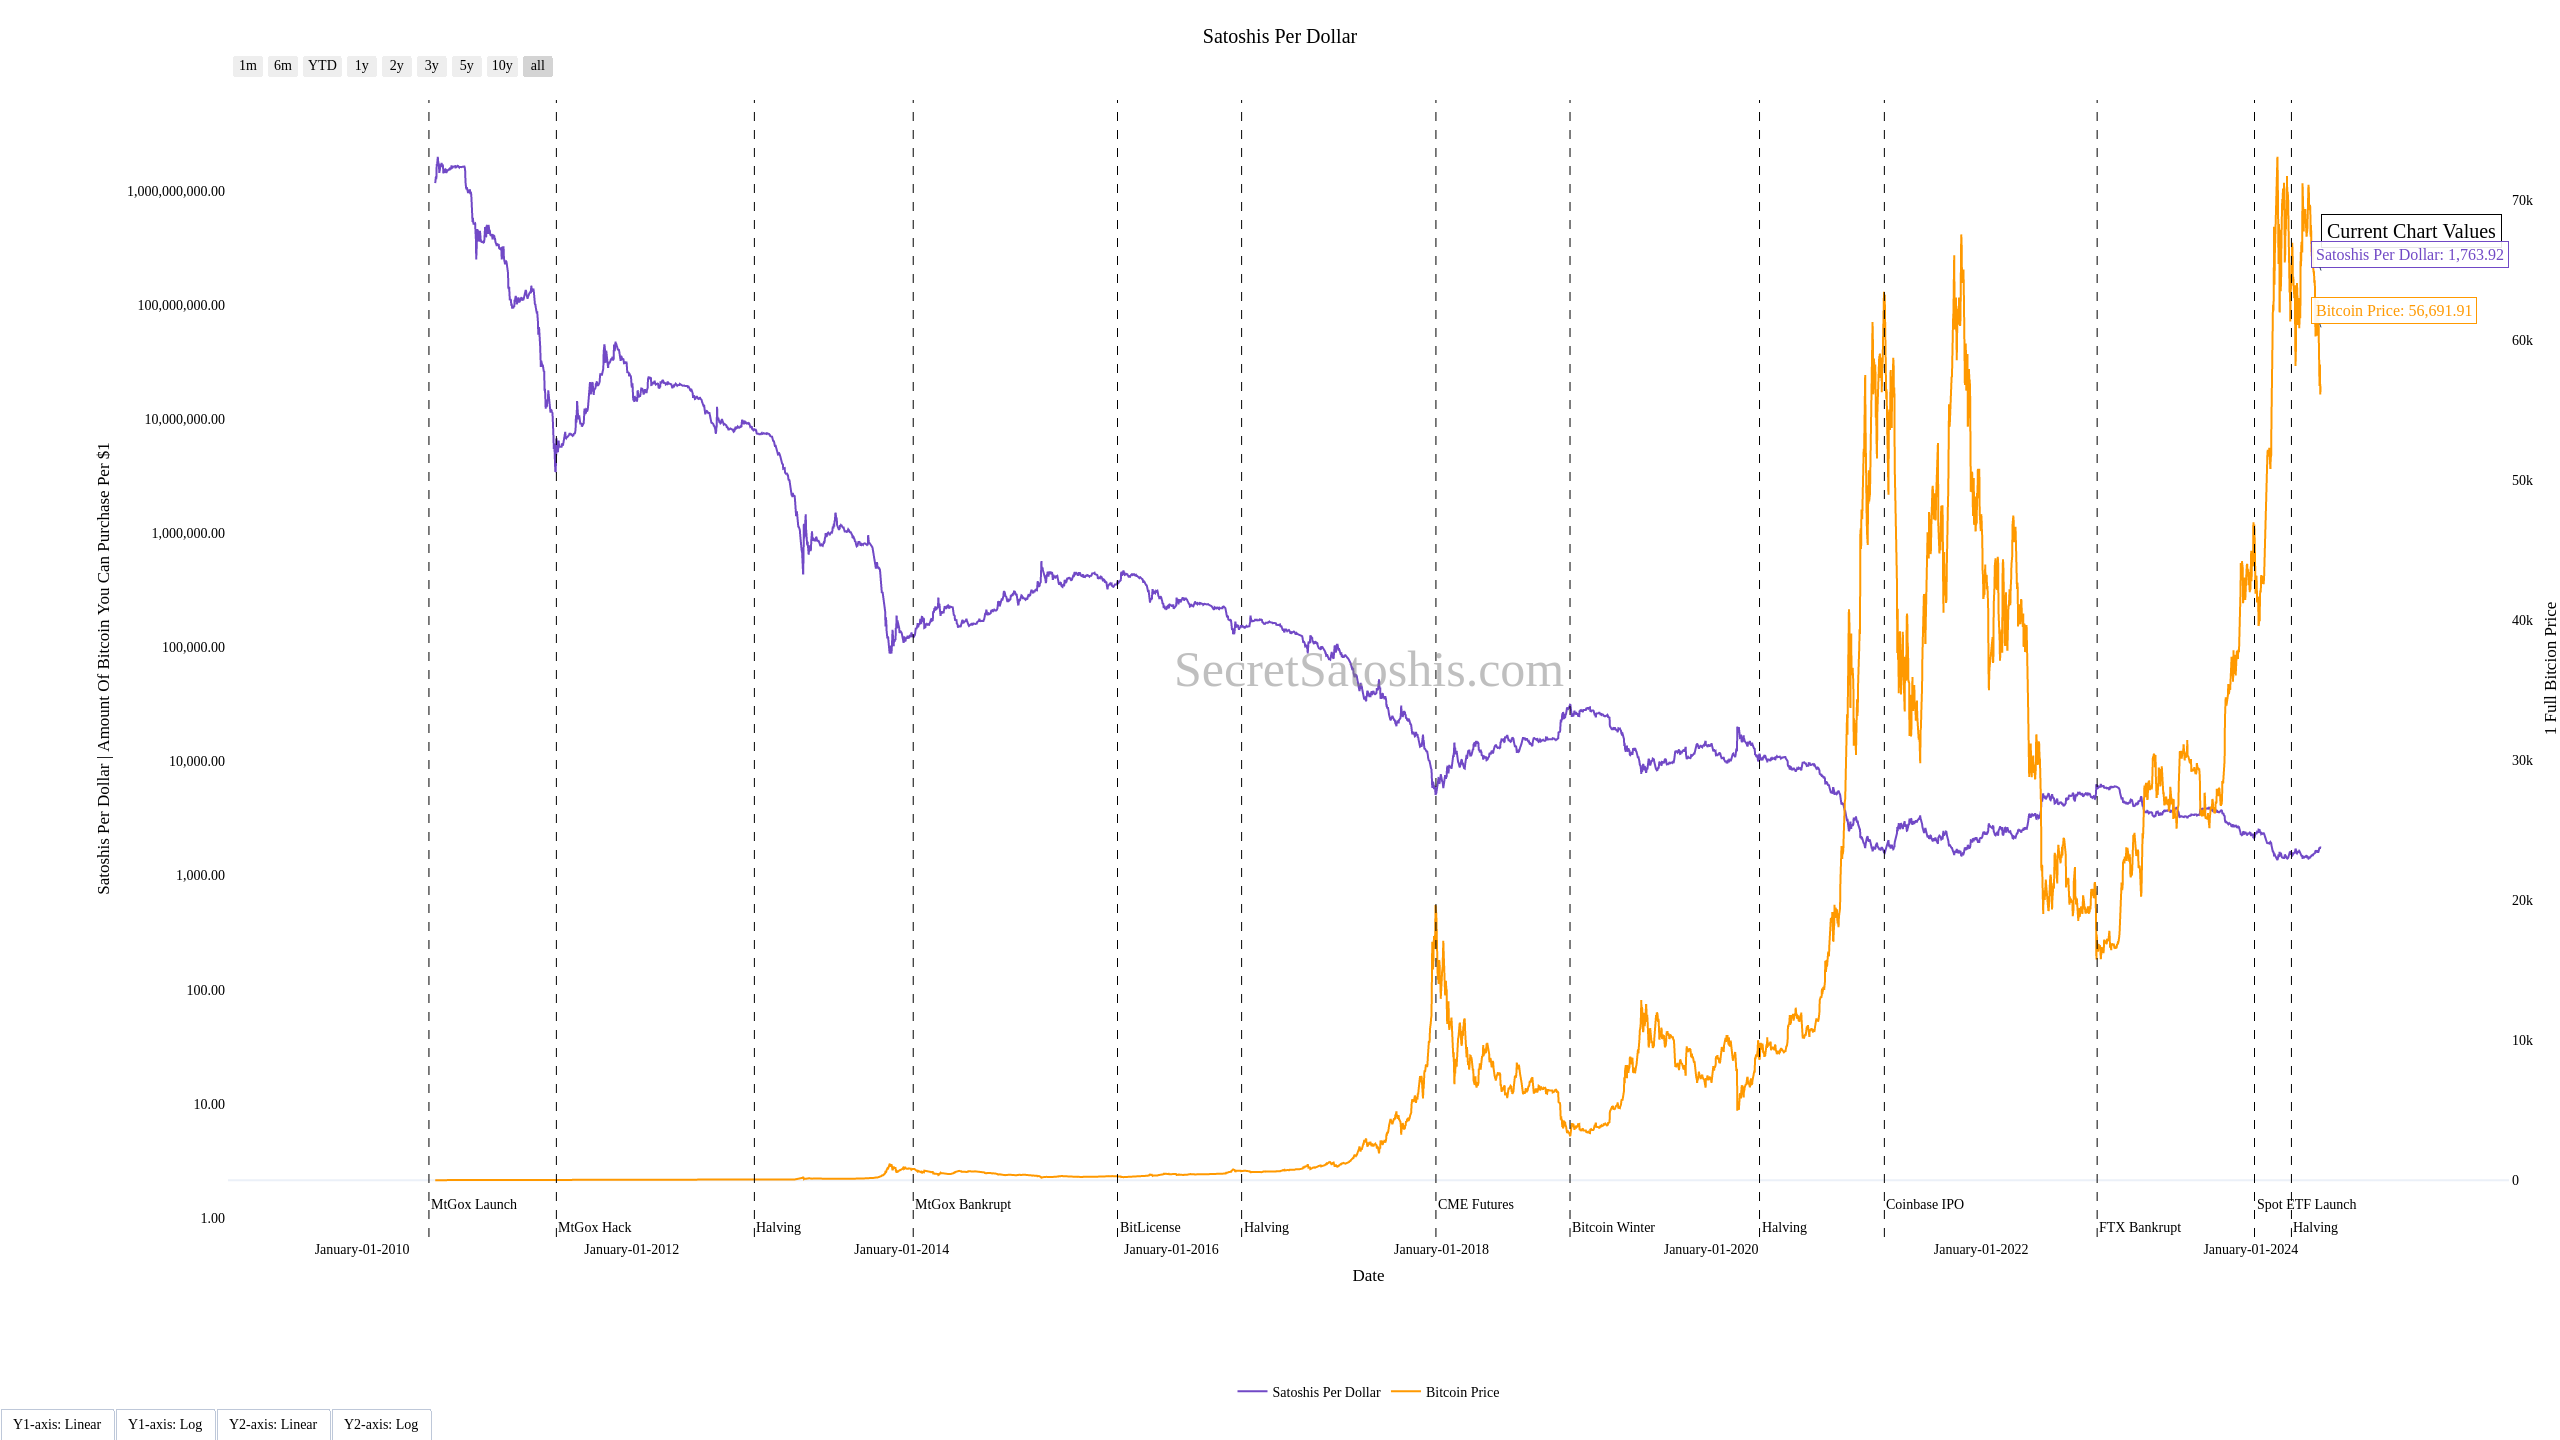 Satoshis Per Dollar
1m 6m YTD 1y 2y 3y 5y 10y all
1,000,000,000.00
100,000,000.00
10,000,000.00
1,000,000.00
100,000.00
10,000.00
1,000.00
100.00
10.00
1.00
Satoshis Per Dollar | Amount Of Bitcoin You Can Purchase Per $1
SecretSatoshis.com
Current Chart Values
Satoshis Per Dollar: 1,763.92
Bitcoin Price: 56,691.91
70k
60k
50k
40k
30k
20k
10k
0
1 Full Bitcion Price
MtGox Launch
MtGox Bankrupt
CME Futures
Coinbase IPO
Spot ETF Launch
MtGox Hack
Halving
BitLicense
Halving
Bitcoin Winter
Halving
FTX Bankrupt
Halving
January-01-2010
January-01-2012
January-01-2014
January-01-2016
January-01-2018
January-01-2020
January-01-2022
January-01-2024
Date
Satoshis Per Dollar
Bitcoin Price
Y1-axis: Linear
Y1-axis: Log
Y2-axis: Linear
Y2-axis: Log